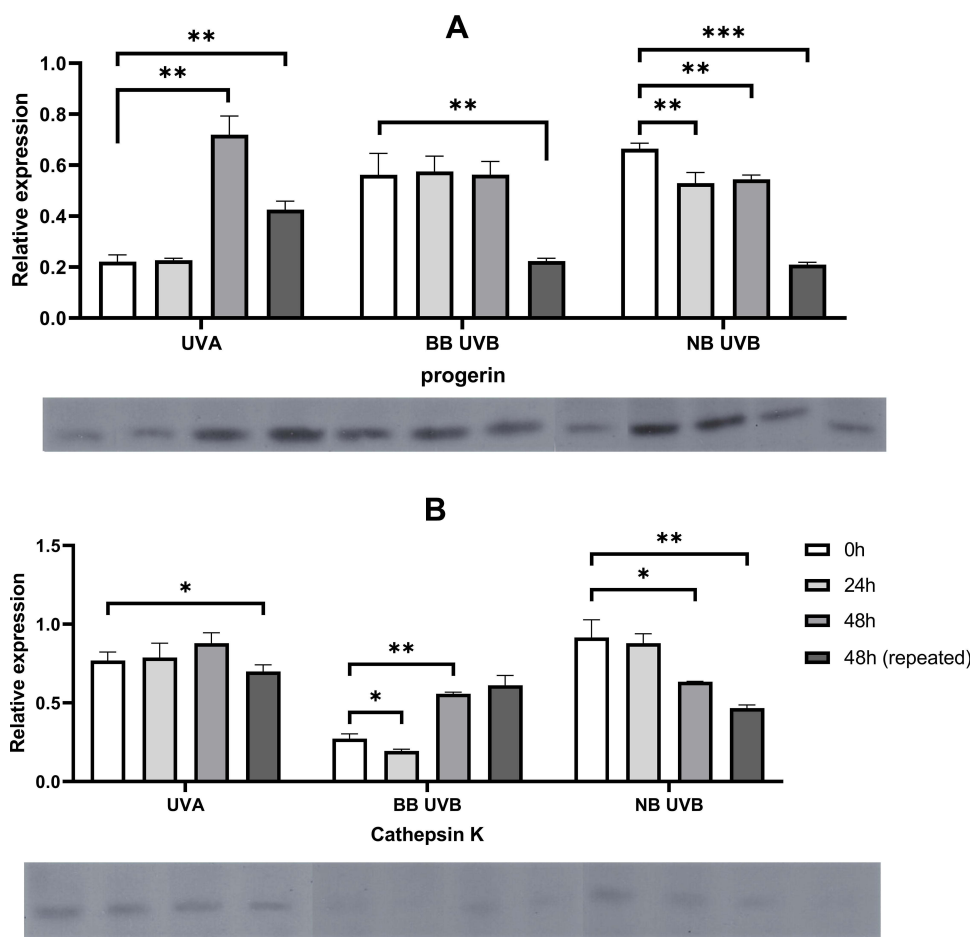 A
**
***
**
**
**
**
**
1.0
0.8
0.6
0.4
0.2
0.0
Relative expression
UVA
BB UVB
NB UVB
progerin
B
1.5
1.0
0.5
0.0
Relative expression
**
*
*
**
*
0h
24h
48h
48h (repeated)
UVA
BB UVB
NB UVB
Cathepsin K